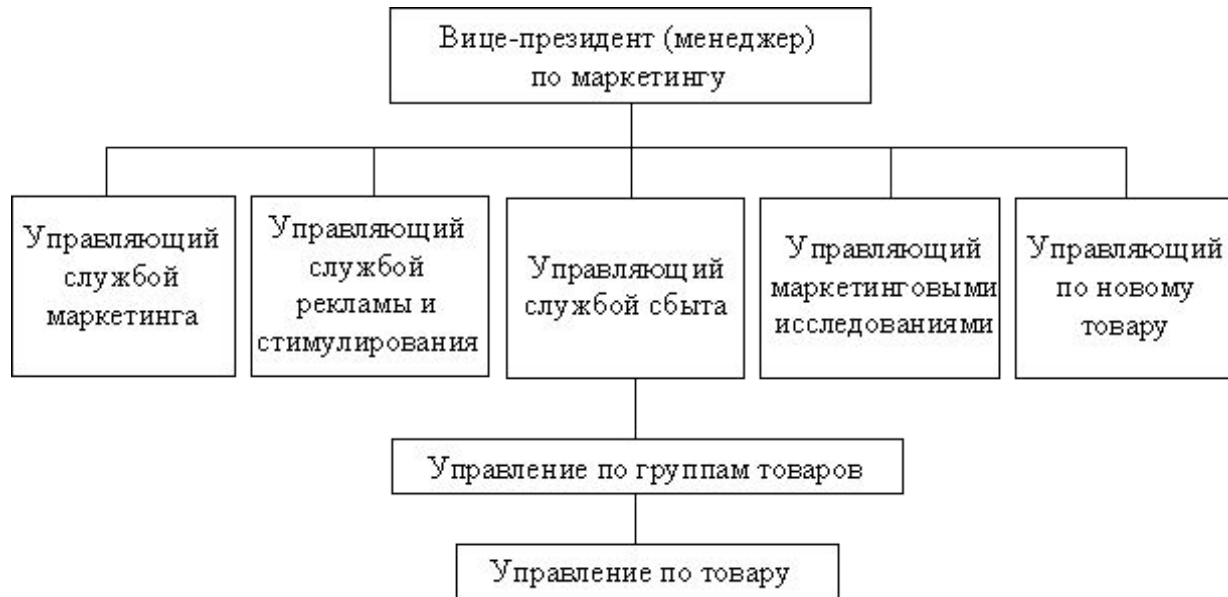 Вице-президент (менеджер)
по маркетингу
Управляющий
службой
маркетинга
Управляющий
службой
рекламы и
стимулирования
Управляющий
службой сбыта
Управляющий
маркетинговыми
исследованиями
Управляющий
по новому
товару
Управление по группам товаров
Управление по товару